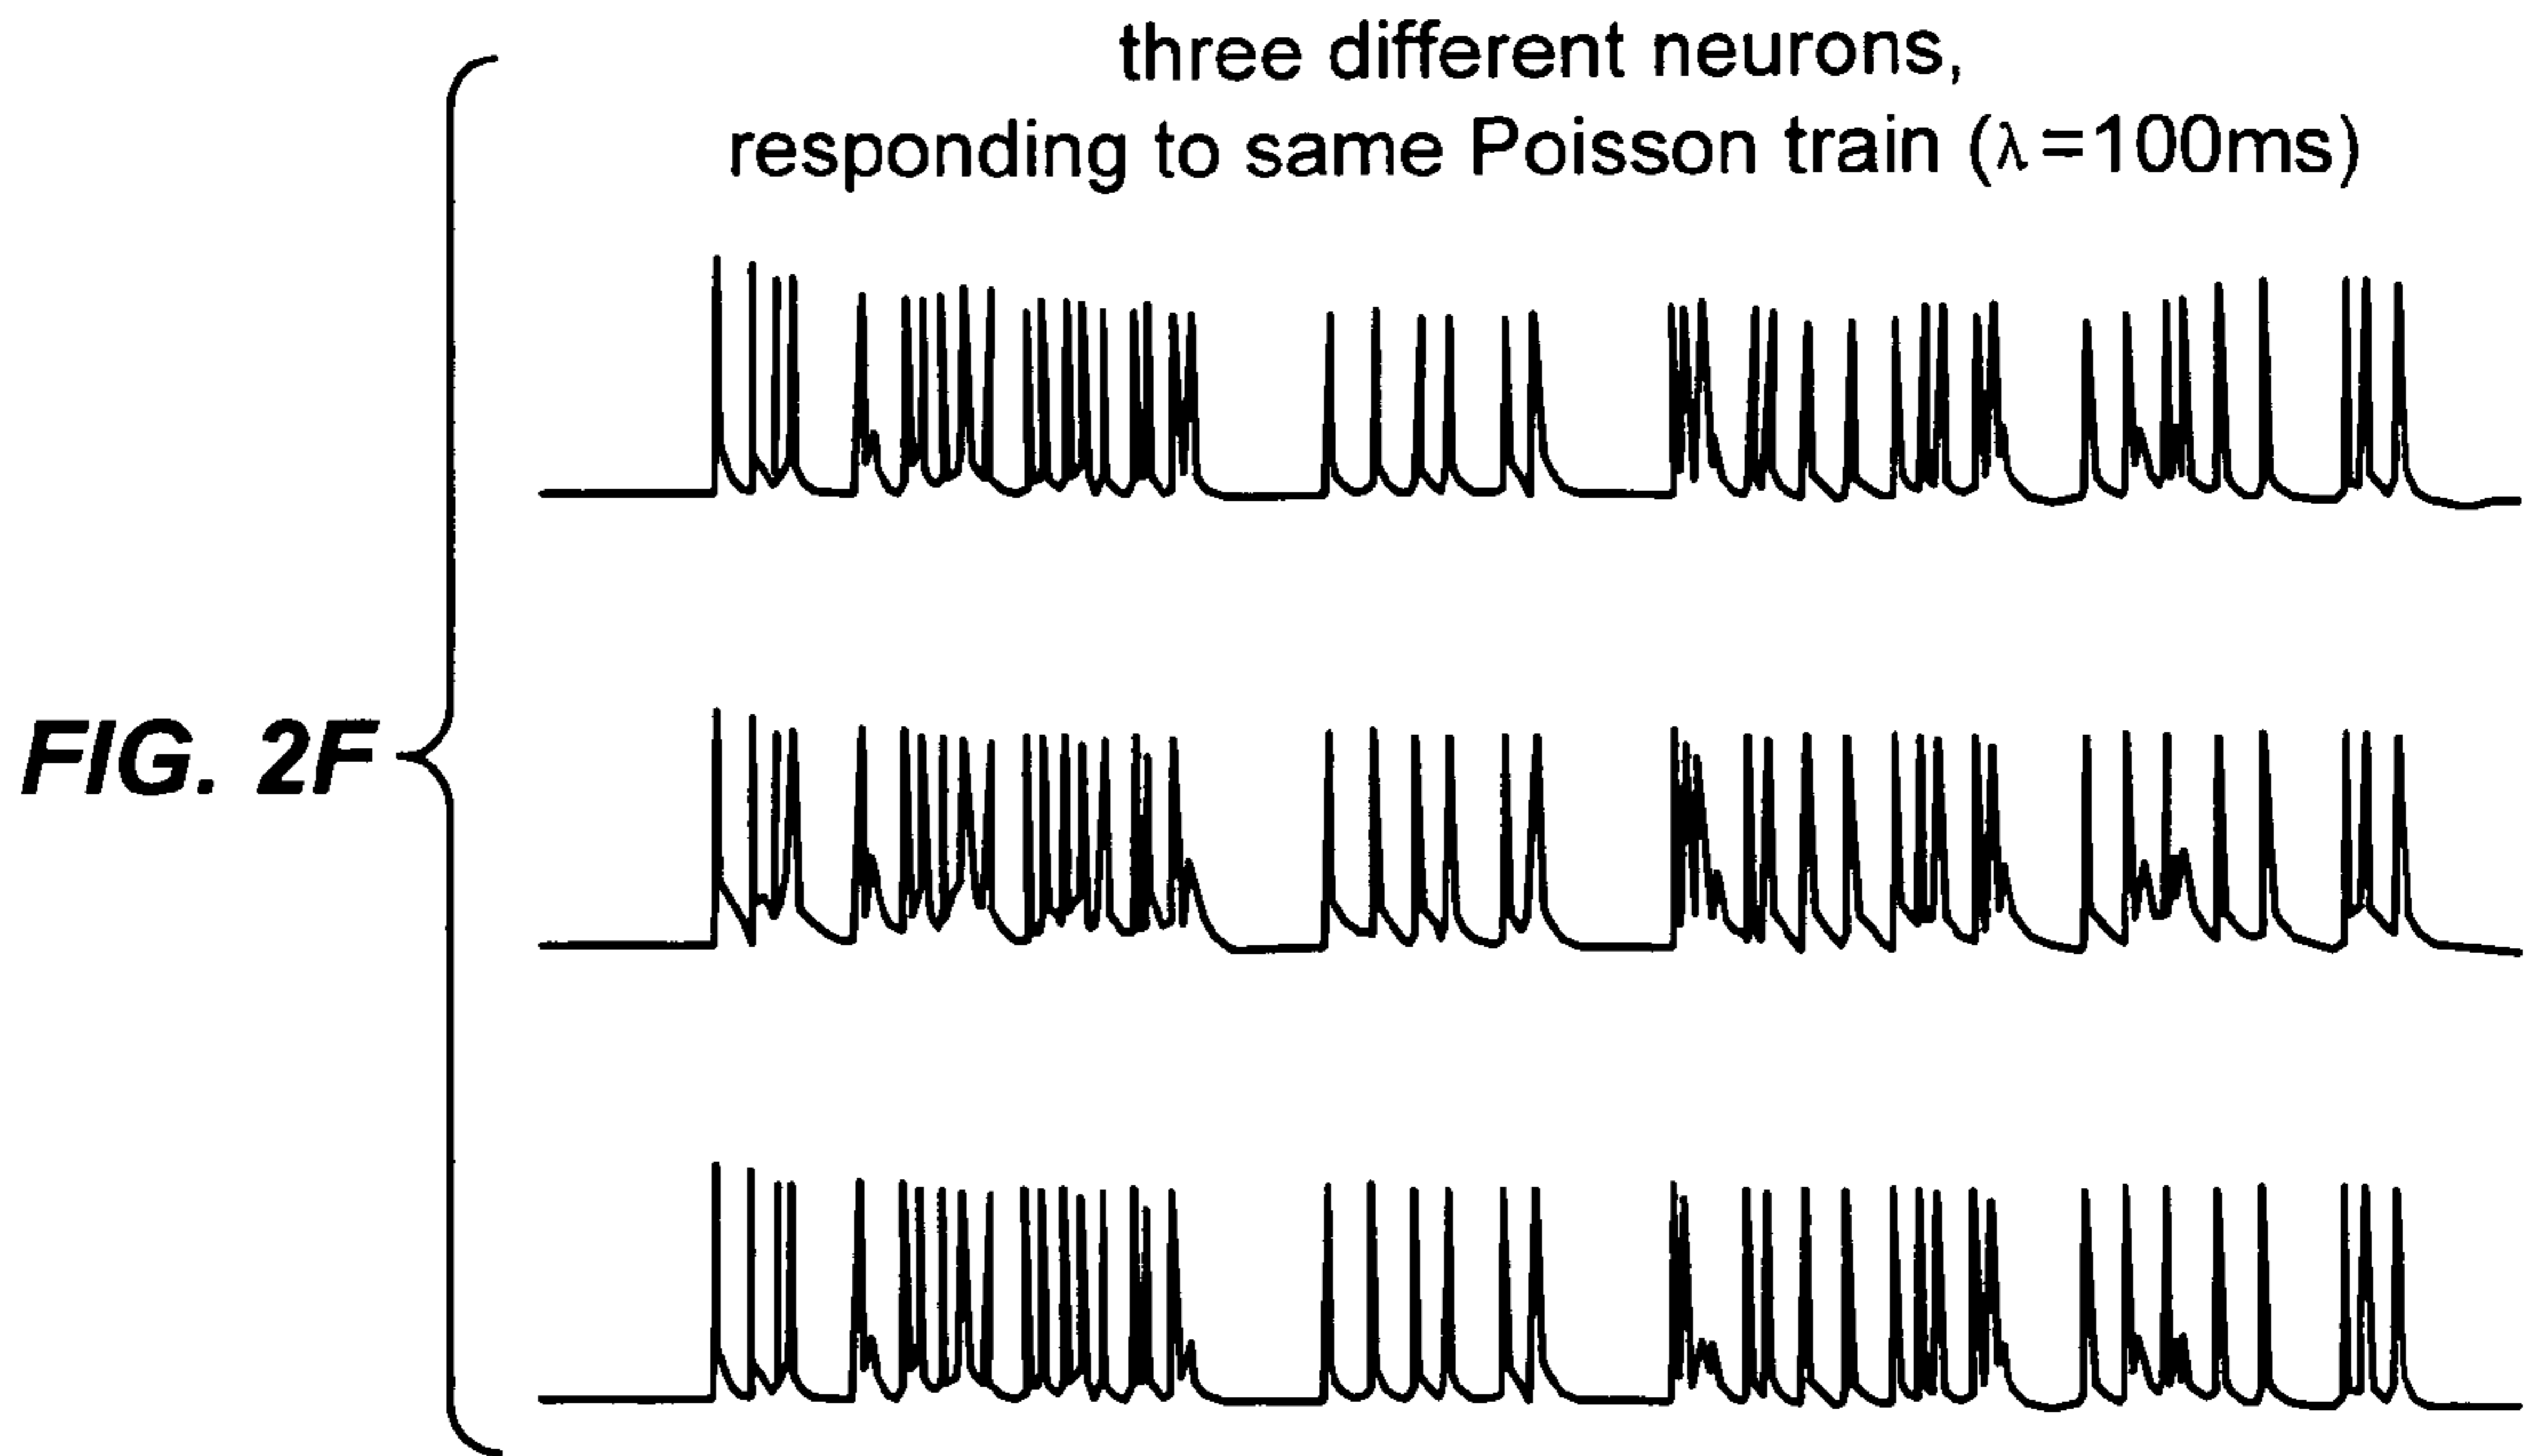 three different neurons,
responding to same Poisson train (λ=100ms)
FIG. 2F